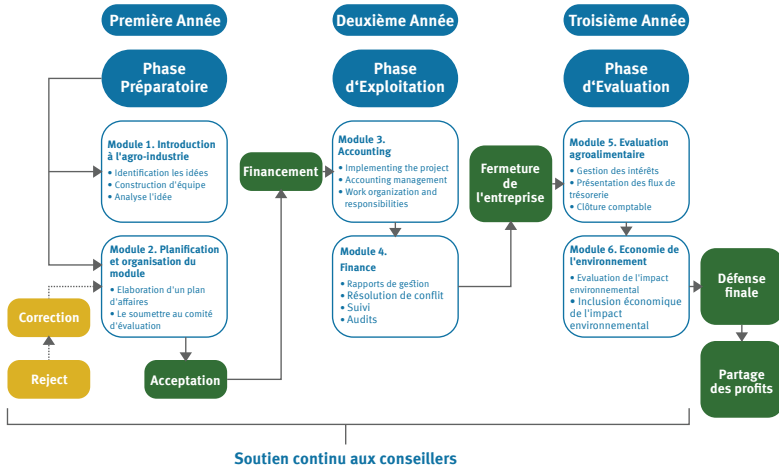 Première Année
Deuxième Année
Troisième Année
Phase
Préparatoire
Phase
d'Exploitation
Phase
d'Evaluation
Module 1. Introduction
à l'agro-industrie
• Identification les idées
• Construction d'équipe
• Analyse l'idée
Module 2. Planification
et organisation du
module
• Elaboration d'un plan
d'affaires
• Le soumettre au comité
d'évaluation
Correction
Reject
Acceptation
Financement
Module 3.
Accounting
• Implementing the project
• Accounting management
• Work organization and
responsibilities
Module 4.
Finance
• Rapports de gestion
• Résolution de conflit
• Suivi
• Audits
Fermeture
de
l'entreprise
Module 5. Evaluation
agroalimentaire
• Gestion des intérêts
• Présentation des flux de
trésorerie
• Clôture comptable
Module 6. Economie de
l'environnement
• Evaluation de l'impact
environnemental
• Inclusion économique
de l'impact
environnemental
Défense
finale
Partage
des profits
Soutien continu aux conseillers